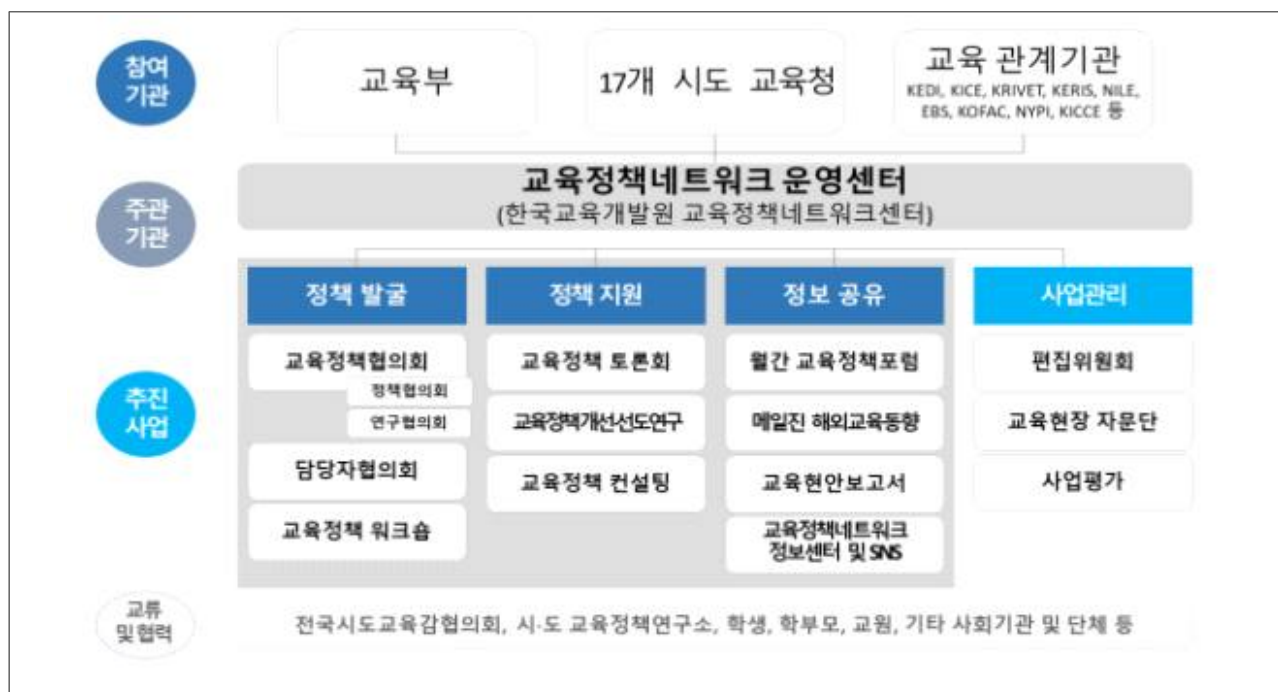 참여
기관
교육부
17개 시도 교육청
교육 관계기관
KEDI, KICE, KRIVET, KERIS, NILE,
EBS, KOFAC, NYPI, KICCE 등
주관
기관
교육정책네트워크 운영센터
(한국교육개발원 교육정책네트워크센터)
추진
사업
정책 발굴
교육정책협의회
정책협의회
연구협의회
담당자협의회
교육정책 워크숍
정책 지원
교육정책 토론회
교육정책개선선도연구
교육정책 컨설팅
정보 공유
월간 교육정책포럼
메일진 해외교육동향
교육현안보고서
교육정책네트워크
정보센터 및 SNS
사업관리
편집위원회
교육현장 자문단
사업평가
교류
및 협력
전국시도교육감협의회, 시·도 교육정책연구소, 학생, 학부모, 교원, 기타 사회기관 및 단체 등